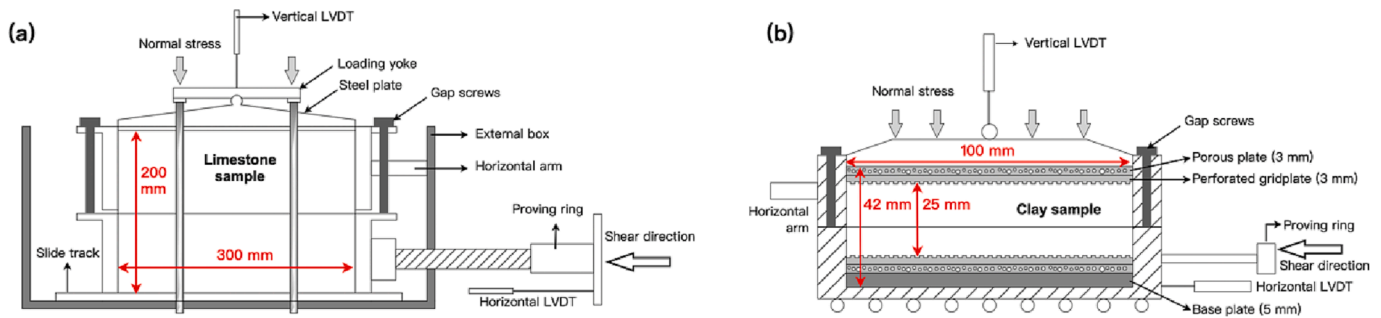 (a)
Vertical LVDT
Normal stress
Loading yoke
Steel plate
Gap screws
External box
Limestone
sample
200
mm
Horizontal arm
Proving ring
Shear direction
Slide track
300 mm
Horizontal LVDT
(b)
Vertical LVDT
Normal stress
Gap screws
100 mm
Porous plate (3 mm)
Perforated gridplate (3 mm)
42 mm
25 mm
Clay sample
Horizontal
arm
Proving ring
Shear direction
Horizontal LVDT
Base plate (5 mm)